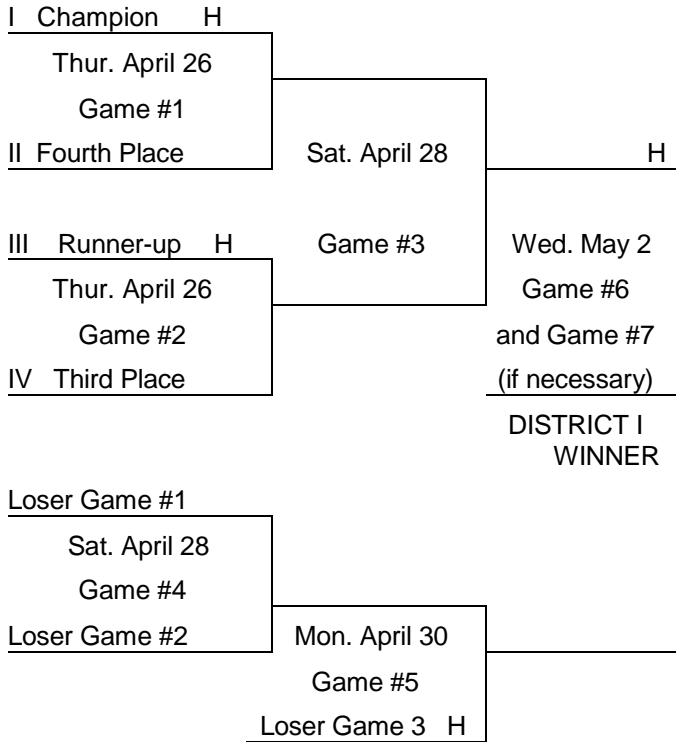 I Champion H
Thur. April 26
Game #1
II Fourth Place
Sat. April 28
H
III Runner-up H
Game #3
Wed. May 2
Thur. April 26
Game #6
Game #2
and Game #7
IV Third Place
(if necessary)
DISTRICT I
WINNER
Loser Game #1
Sat. April 28
Game #4
Loser Game #2
Mon. April 30
Game #5
Loser Game 3 H